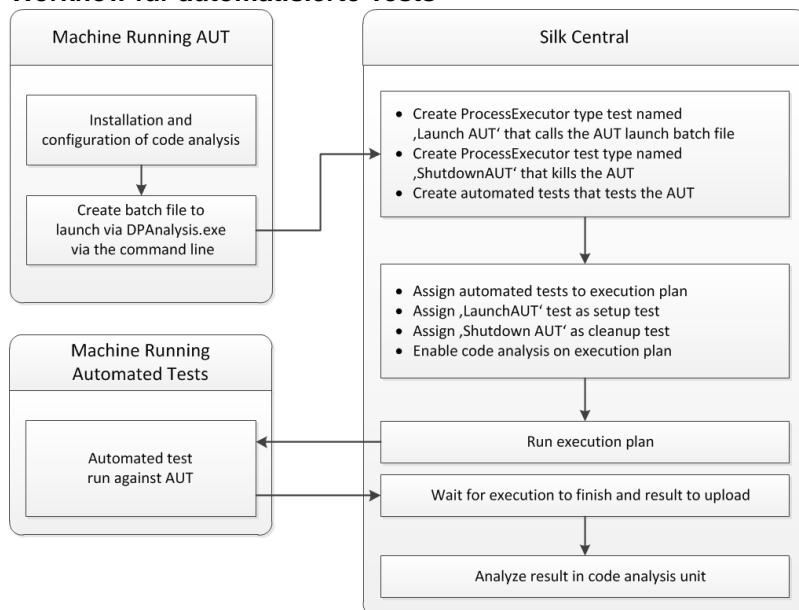 Workflow für automatisierte Tests
Machine Running AUT
Installation and
configuration of code analysis
Create batch file to
launch via DPAnalysis.exe
via the command line
Silk Central
• Create ProcessExecutor type test named
‚Launch AUT‘ that calls the AUT launch batch file
• Create ProcessExecutor test type named
‚ShutdownAUT‘ that kills the AUT
• Create automated tests that tests the AUT
• Assign automated tests to execution plan
• Assign ‚LaunchAUT‘ test as setup test
• Assign ‚Shutdown AUT‘ as cleanup test
• Enable code analysis on execution plan
Machine Running
Automated Tests
Automated test
run against AUT
Run execution plan
Wait for execution to finish and result to upload
Analyze result in code analysis unit